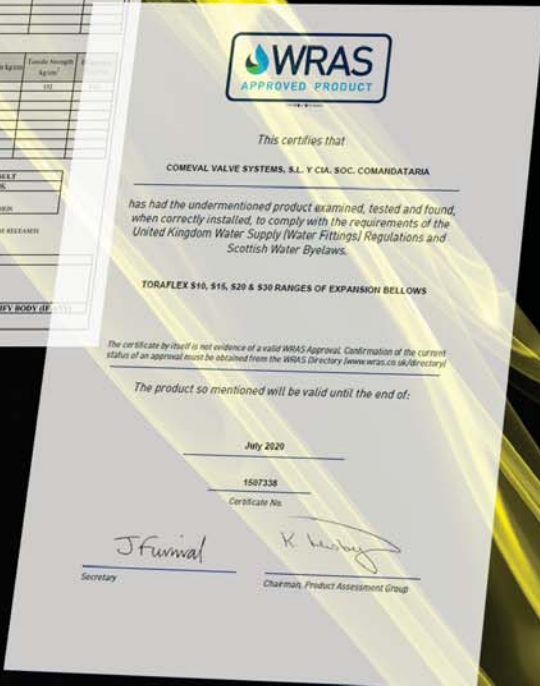 Tensile Strength
kg/cm²
WRAS
APPROVED PRODUCT
This certifies that
COMEVAL VALVE SYSTEMS, S.L. Y CIA. SOC. COMANDATARIA
has had the undermentioned product examined, tested and found,
when correctly installed, to comply with the requirements of the
United Kingdom Water Supply (Water Fittings) Regulations and
Scottish Water Byelaws.
TORAFLEX S10, S15, S20 & S30 RANGES OF EXPANSION BELLOWS
The certificate by itself is not evidence of a valid WRAS Approval. Confirmation of the current
status of an approval must be obtained from the WRAS Directory (www.wras.co.uk/directory)
The product so mentioned will be valid until the end of:
July 2020
1507338
Certificate No.
J Furnival
Secretary
Chairman, Product Assessment Group